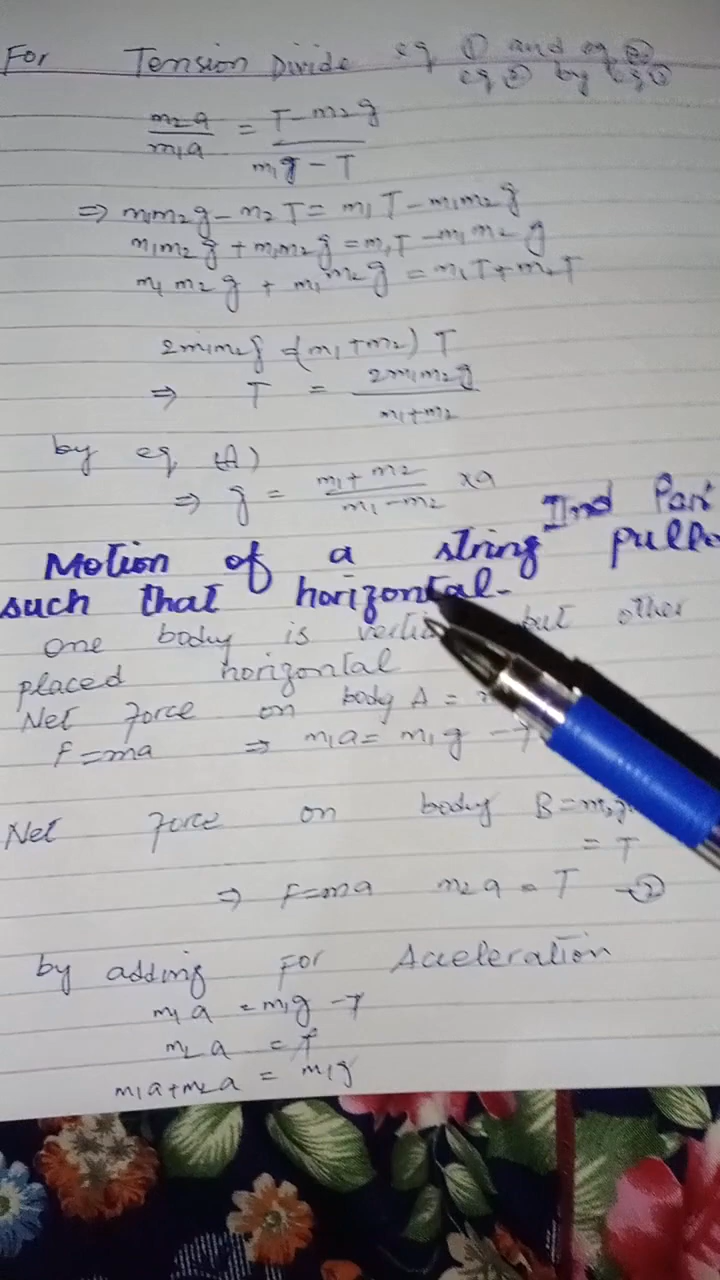 For Tension Divide eq ① and eq ②
eq ② by eq ①
m₂a/m₁a = T - m₂g/m₁g - T
⇒ m₁m₂g - m₂T = m₁T - m₁m₂g
m₁m₂g + m₁m₂g = m₁T - m₁m₂g
m₁m₂g + m₁m₂g = m₁T + m₂T
2m₁m₂g = (m₁+m₂) T
⇒ T = 2m₁m₂g/m₁+m₂
by eq (A)
⇒ g = m₁+m₂/m₁-m₂ xa
IInd Part
Motion of a string
such that horizontal-
one body is but other
placed horizontal
Net force on body A =
F=ma ⇒ m₁a = m₁g - T
Net force on body B =
= T
⇒ F=ma m₂a = T -②
by adding For Acceleration
m₁a = m₁g - T
m₂a = T
m₁a+m₂a = m₁g